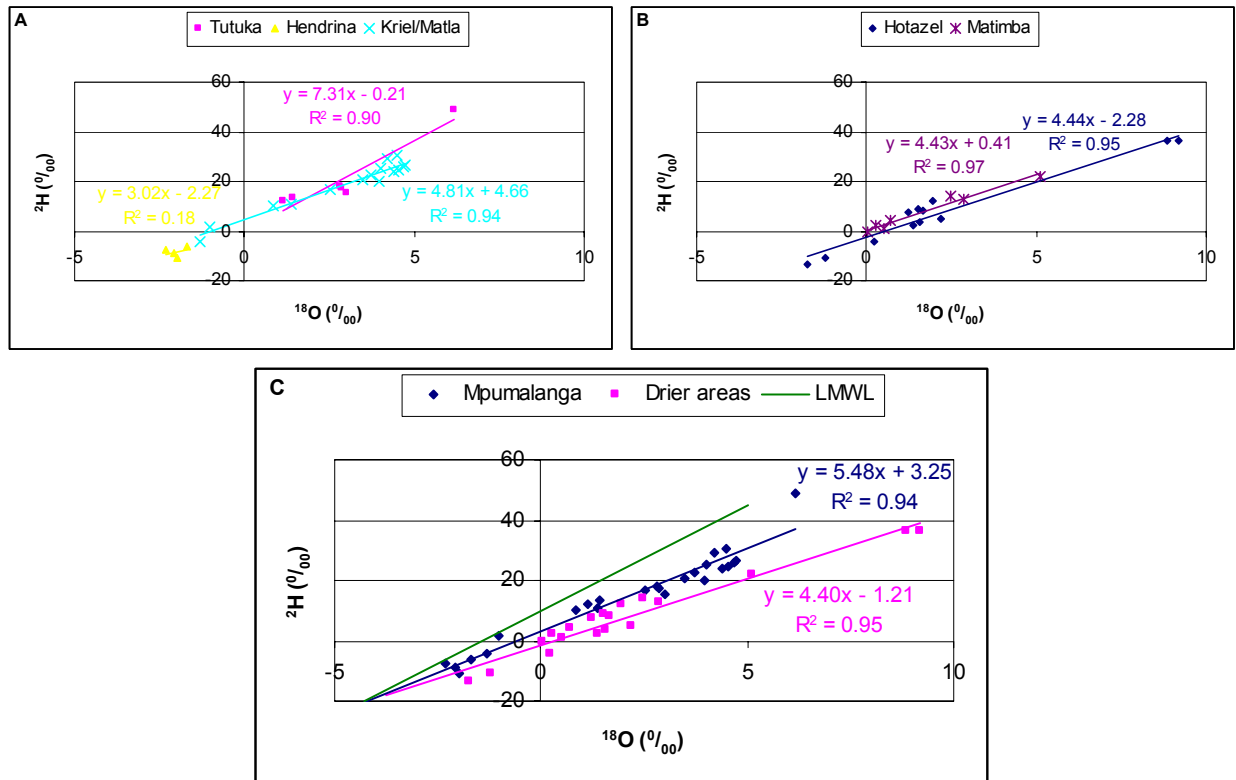 A
Tutuka Hendrina Kriel/Matla
60
40
20
0
-20
-5 0 5 10
y = 7.31x - 0.21
R² = 0.90
y = 3.02x - 2.27
R² = 0.18
y = 4.81x + 4.66
R² = 0.94
²H (⁰/₀₀)
¹⁸O (⁰/₀₀)
B
Hotazel Matimba
60
40
20
0
-20
-5 0 5 10
y = 4.43x + 0.41
R² = 0.97
y = 4.44x - 2.28
R² = 0.95
²H (⁰/₀₀)
¹⁸O (⁰/₀₀)
C
Mpumalanga Drier areas LMWL
60
40
20
0
-20
-5 0 5 10
y = 5.48x + 3.25
R² = 0.94
y = 4.40x - 1.21
R² = 0.95
²H (⁰/₀₀)
¹⁸O (⁰/₀₀)